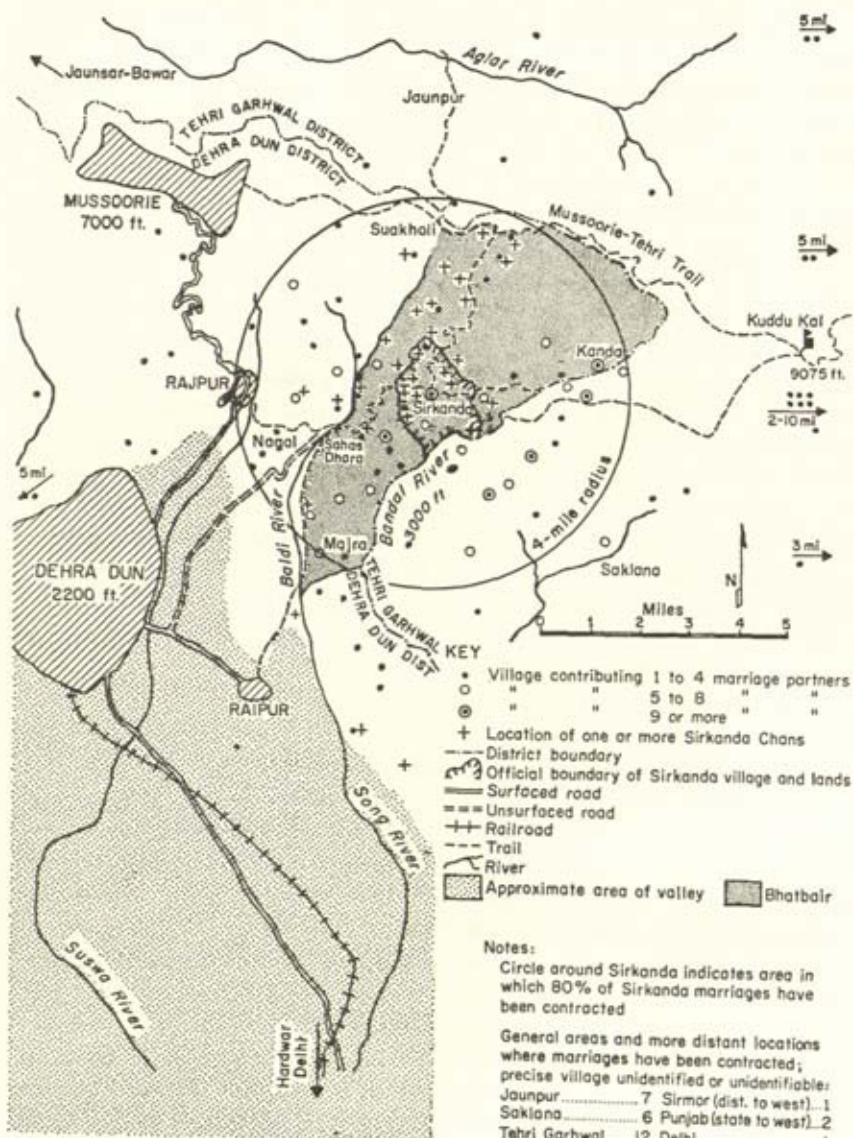 5 mi
Aglar River
Jaunsar-Bawar
Jaunpur
TEHRI GARHWAL DISTRICT
DEHRA DUN DISTRICT
MUSSOORIE
7000 ft.
Suakholi
Mussoorie-Tehri Trail
5 mi
Kuddu Kal
9075 ft.
Kanda
RAJPUR
Sirkanda
2-10 mi
Nagal
Sahas
Dhara
5 mi
Bandal River
3000 ft
4-mile radius
Baldi River
Majra
DEHRA DUN
2200 ft.
TEHRI GARHWAL
DEHRA DUN DIST
Saklana
3 mi
N
Miles
0 1 2 3 4 5
RAIPUR
KEY
Village contributing 1 to 4 marriage partners
" " 5 to 8 " "
" " 9 or more " "
Location of one or more Sirkanda Chans
District boundary
Official boundary of Sirkanda village and lands
Surfaced road
Unsurfaced road
Railroad
Trail
River
Approximate area of valley Bhatbair
Song River
Suswa River
Hardwar
Delhi
Notes:
Circle around Sirkanda indicates area in
which 80% of Sirkanda marriages have
been contracted
General areas and more distant locations
where marriages have been contracted;
precise village unidentified or unidentifiable:
Jaunpur 7 Sirmor (dist. to west) 1
Saklana 6 Punjab (state to west) 2
Tehri Garhwal 12 Delhi